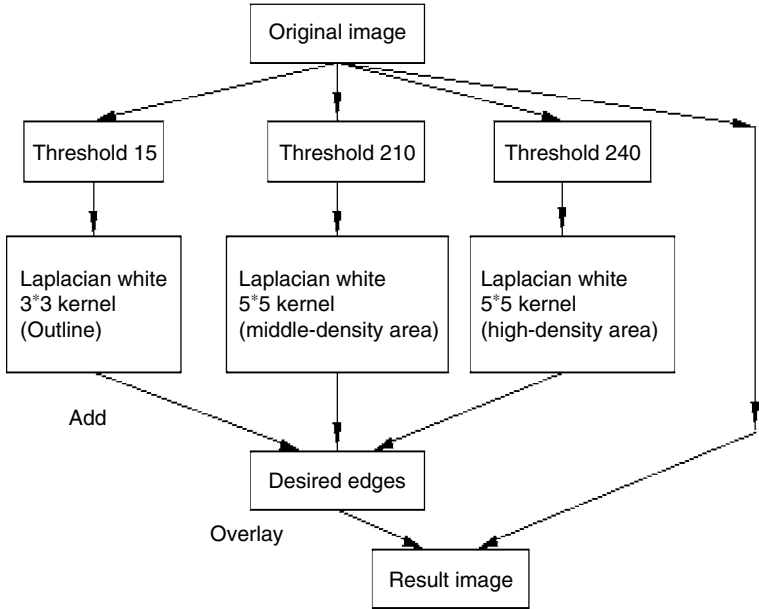 Original image
Threshold 15
Threshold 210
Threshold 240
Laplacian white
3*3 kernel
(Outline)
Laplacian white
5*5 kernel
(middle-density area)
Laplacian white
5*5 kernel
(high-density area)
Add
Desired edges
Overlay
Result image